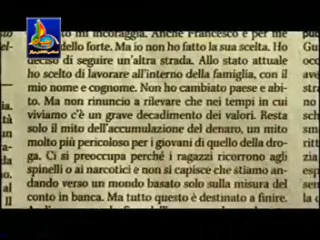 mi incoraggia. Anche Francesco è per me
dello forte. Ma io non ho fatto la sua scelta. Ho
deciso di seguire un'altra strada. Allo stato attuale
ho scelto di lavorare all'interno della famiglia, con il
mio nome e cognome. Non ho cambiato paese e abi-
to. Ma non rinuncio a rilevare che nei tempi in cui
viviamo c'è un grave decadimento dei valori. Resta
solo il mito dell'accumulazione del denaro, un mito
molto più pericoloso per i giovani di quello della dro-
ga. Ci si preoccupa perché i ragazzi ricorrono agli
spinelli o ai narcotici e non si capisce che stiamo an-
dando verso un mondo basato solo sulla misura del
conto in banca. Ma tutto questo è destinato a finire.